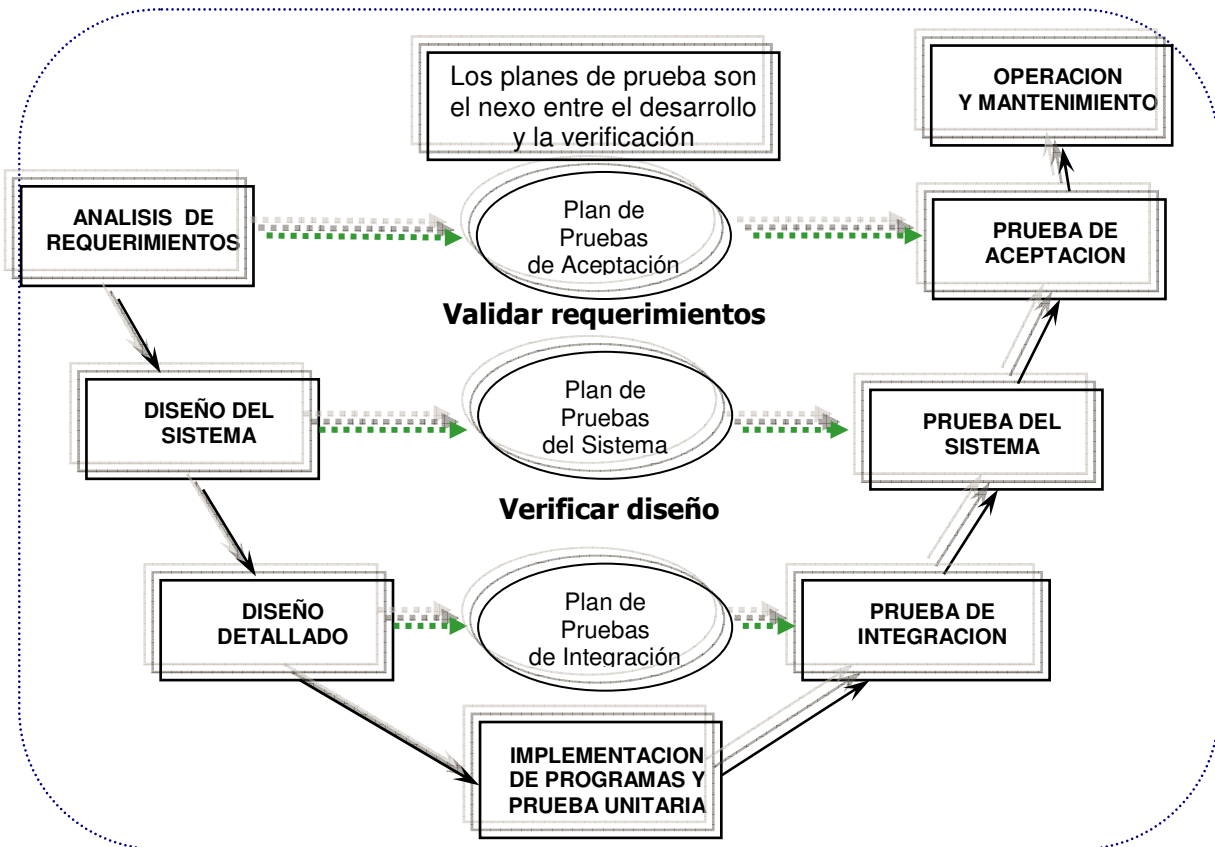 Los planes de prueba son
el nexo entre el desarrollo
y la verificación
OPERACION
Y MANTENIMIENTO
ANALISIS DE
REQUERIMIENTOS
Plan de
Pruebas
de Aceptación
PRUEBA DE
ACEPTACION
Validar requerimientos
DISEÑO DEL
SISTEMA
Plan de
Pruebas
del Sistema
PRUEBA DEL
SISTEMA
Verificar diseño
DISEÑO
DETALLADO
Plan de
Pruebas
de Integración
PRUEBA DE
INTEGRACION
IMPLEMENTACION
DE PROGRAMAS Y
PRUEBA UNITARIA